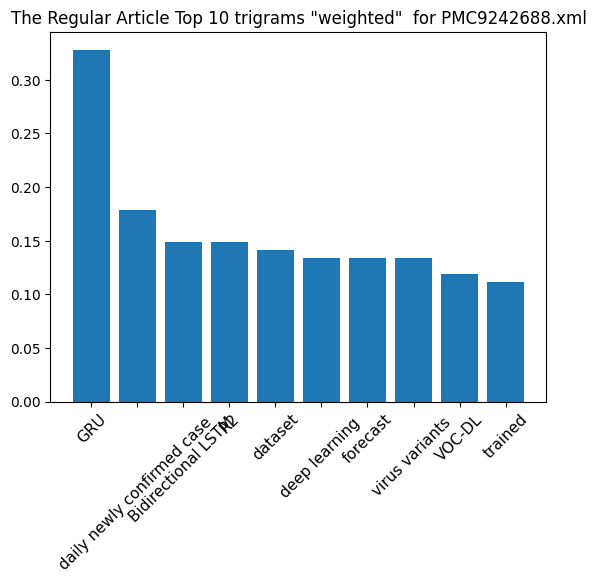 The Regular Article Top 10 trigrams "weighted"  for PMC9242688.xml
0.30
0.25
0.20
0.15
0.10
0.05
0.00
GRU
daily newly confirmed case
Bidirectional LSTM
R2
dataset
deep learning
forecast
virus variants
VOC-DL
trained